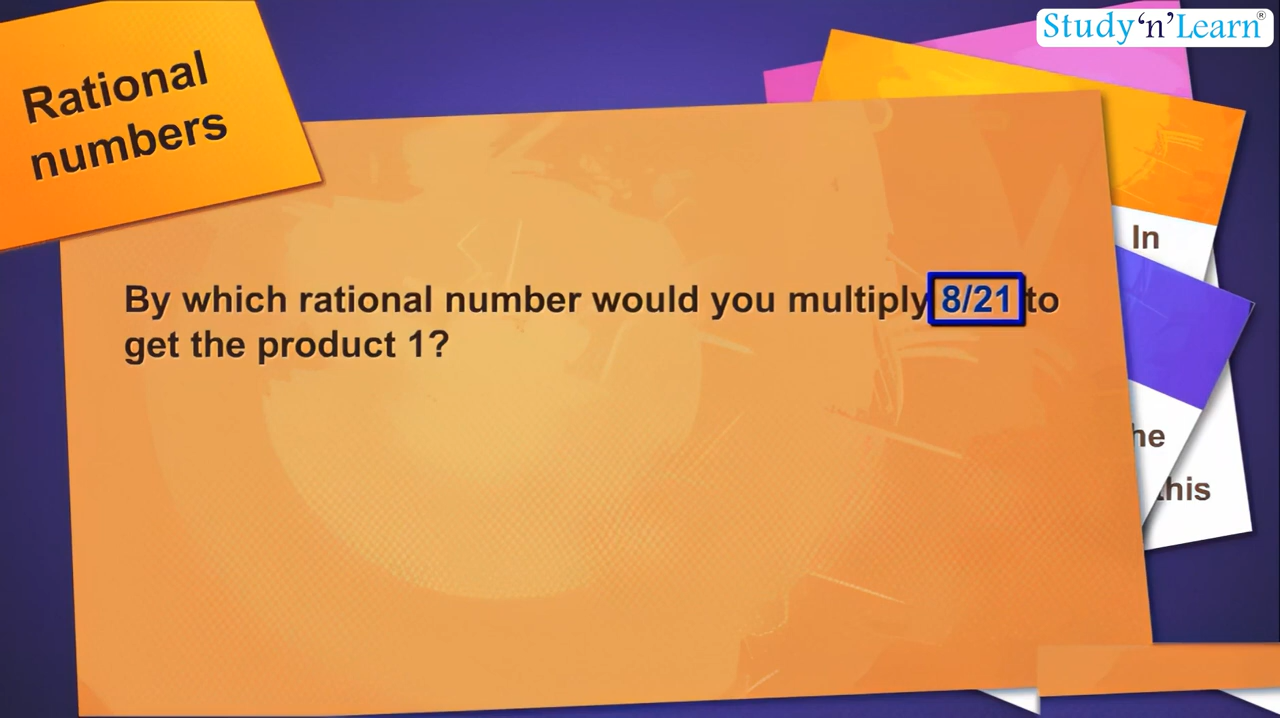 Study‘n’Learn®
Rational
numbers
In
By which rational number would you multiply 8/21 to
get the product 1?
he
this